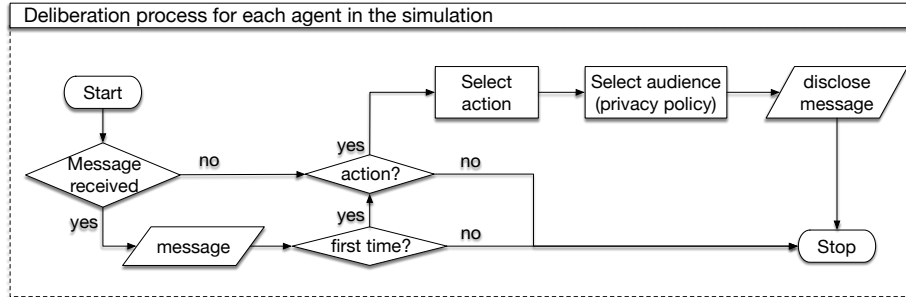 Deliberation process for each agent in the simulation
Start
Select
action
Select audience
(privacy policy)
disclose
message
yes
no
no
Message
received
action?
yes
yes
no
message
first time?
Stop